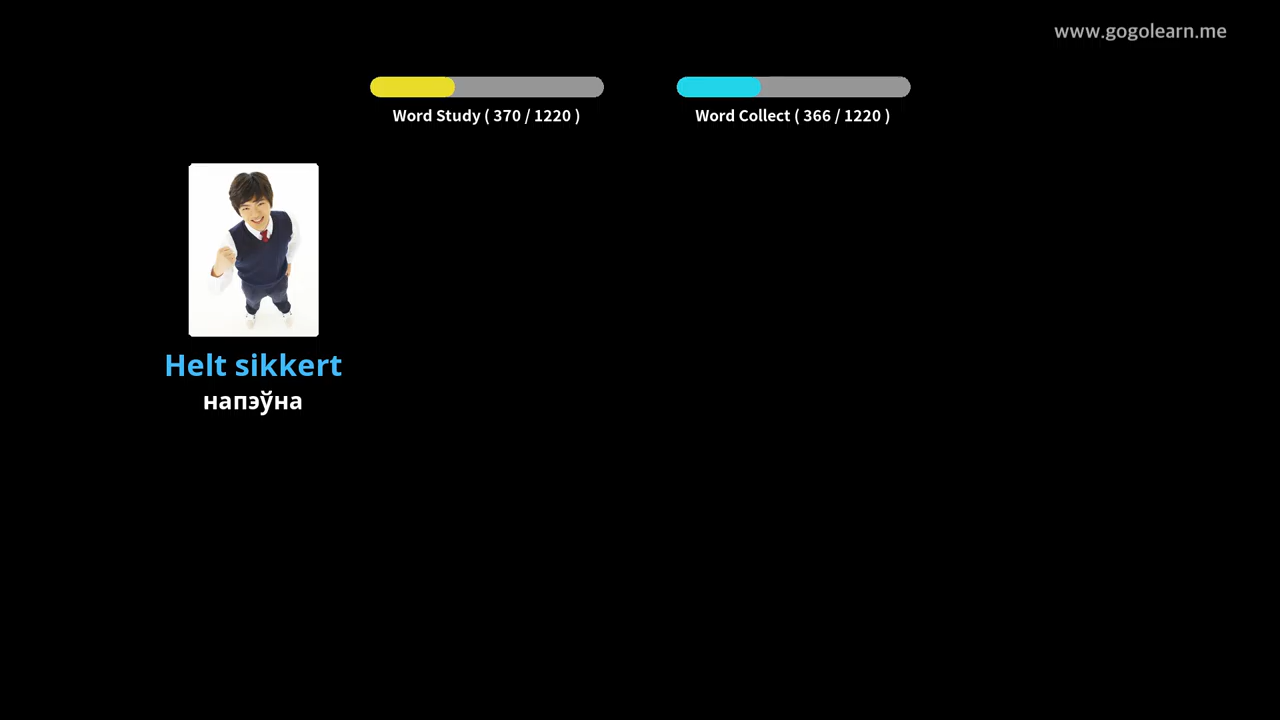 www.gogolearn.me
Word Study ( 370 / 1220 )
Word Collect ( 366 / 1220 )
Helt sikkert
напэўна